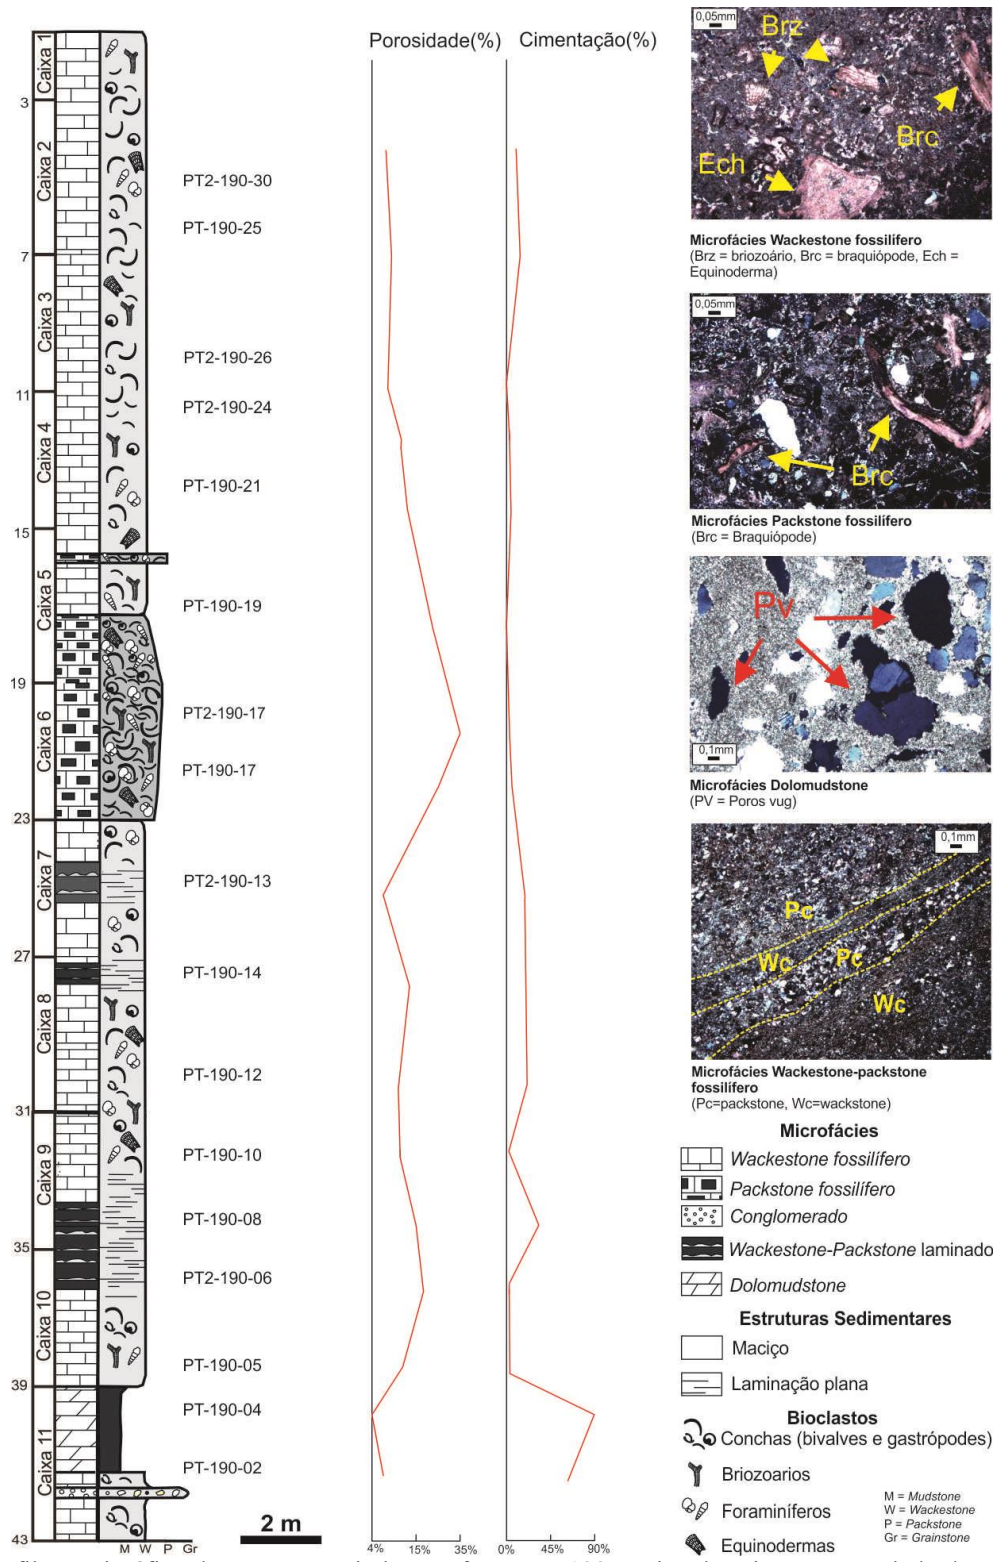 Porosidade(%)
Cimentação(%)
Caixa 1
3
Caixa 2
7
Caixa 3
11
Caixa 4
15
Caixa 5
19
Caixa 6
23
Caixa 7
27
Caixa 8
31
Caixa 9
35
Caixa 10
39
Caixa 11
43
M W P Gr
PT2-190-30
PT-190-25
PT2-190-26
PT2-190-24
PT-190-21
PT-190-19
PT2-190-17
PT-190-17
PT2-190-13
PT-190-14
PT-190-12
PT-190-10
PT-190-08
PT2-190-06
PT-190-05
PT-190-04
PT-190-02
2 m
4% 15% 35%
0% 45% 90%
0,05mm
Brz
Brc
Ech
Microfácies Wackestone fossilífero
(Brz = briozoário, Brc = braquiópode, Ech =
Equinoderma)
0,05mm
Brc
Microfácies Packstone fossilífero
(Brc = Braquiópode)
Pv
0.1mm
Microfácies Dolomudstone
(PV = Poros vug)
0,1mm
Pc
Wc
Pc
Wc
Microfácies Wackestone-packstone
fossilífero
(Pc=packstone, Wc=wackstone)
Microfácies
Wackestone fossilífero
Packstone fossilífero
Conglomerado
Wackestone-Packstone laminado
Dolomudstone
Estruturas Sedimentares
Maciço
Laminação plana
Bioclastos
Conchas (bivalves e gastrópodes)
Briozoarios
Foraminíferos
Equinodermas
M = Mudstone
W = Wackestone
P = Packstone
Gr = Grainstone